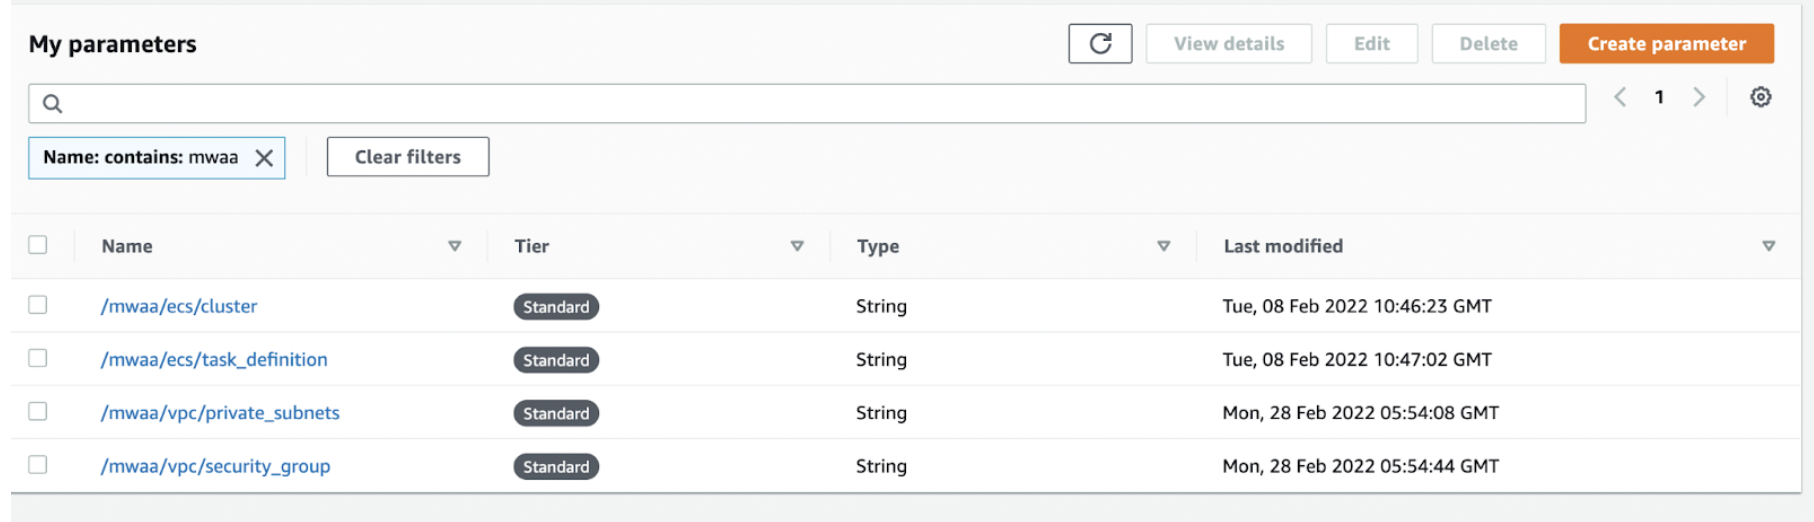 My parameters
View details
Edit
Delete
Create parameter
1
Name: contains: mwaa
Clear filters
Name Tier Type Last modified
/mwaa/ecs/cluster Standard String Tue, 08 Feb 2022 10:46:23 GMT
/mwaa/ecs/task_definition Standard String Tue, 08 Feb 2022 10:47:02 GMT
/mwaa/vpc/private_subnets Standard String Mon, 28 Feb 2022 05:54:08 GMT
/mwaa/vpc/security_group Standard String Mon, 28 Feb 2022 05:54:44 GMT